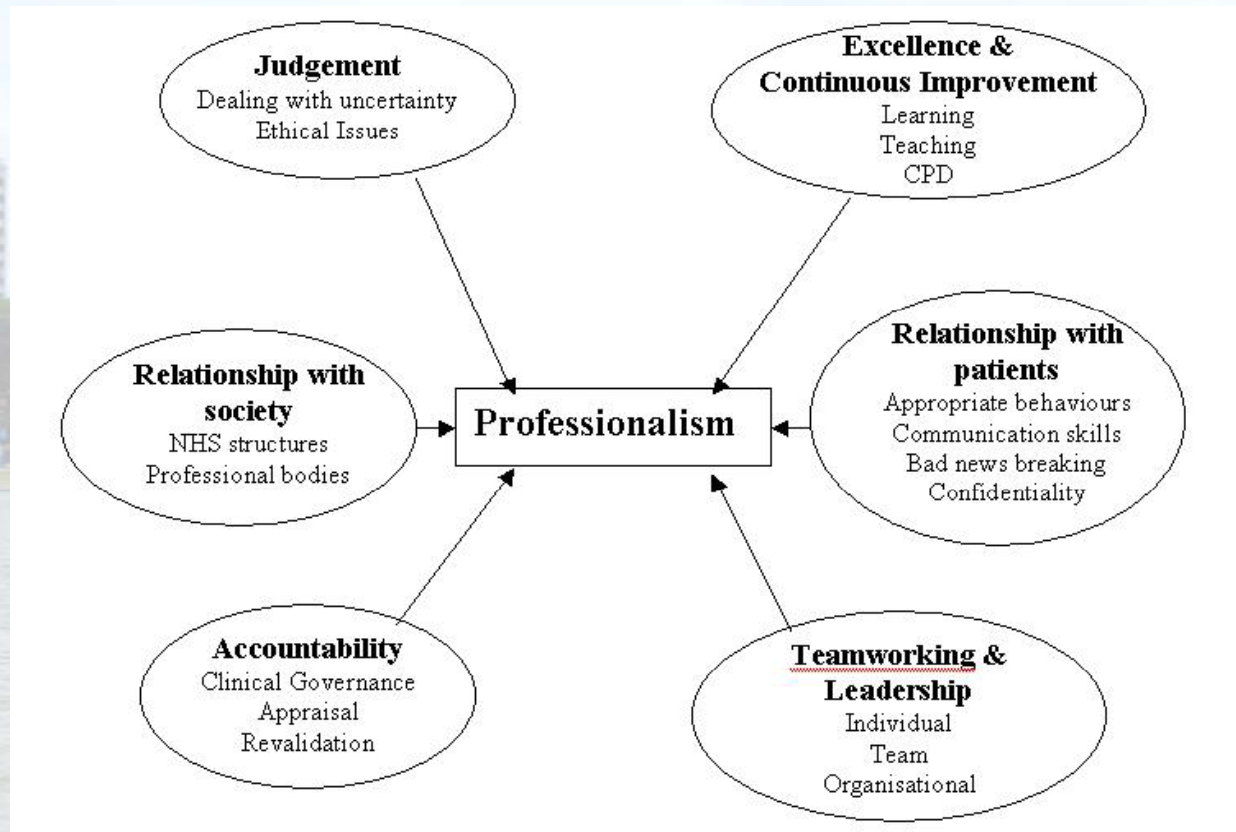 Judgement
Dealing with uncertainty
Ethical Issues
Excellence &
Continuous Improvement
Learning
Teaching
CPD
Relationship with
society
NHS structures
Professional bodies
Professionalism
Relationship with
patients
Appropriate behaviours
Communication skills
Bad news breaking
Confidentiality
Accountability
Clinical Governance
Appraisal
Revalidation
Teamworking &
Leadership
Individual
Team
Organisational